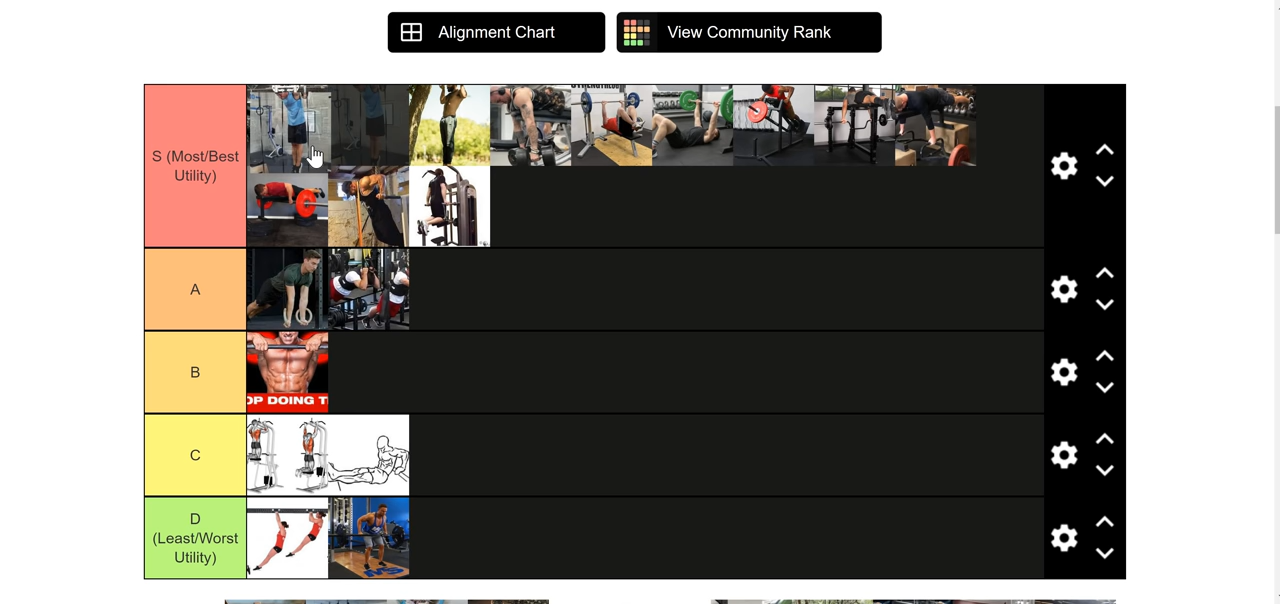 Alignment Chart
View Community Rank
S (Most/Best
Utility)
A
B
OP DOING T
C
D
(Least/Worst
Utility)